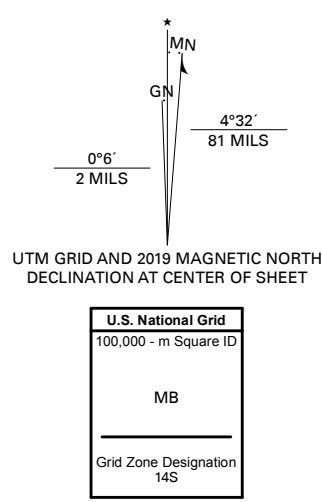 ★
MN
GN
4°32´
81 MILS
0°6´
2 MILS
UTM GRID AND 2019 MAGNETIC NORTH
DECLINATION AT CENTER OF SHEET
U.S. National Grid
100,000 - m Square ID
MB
Grid Zone Designation
14S